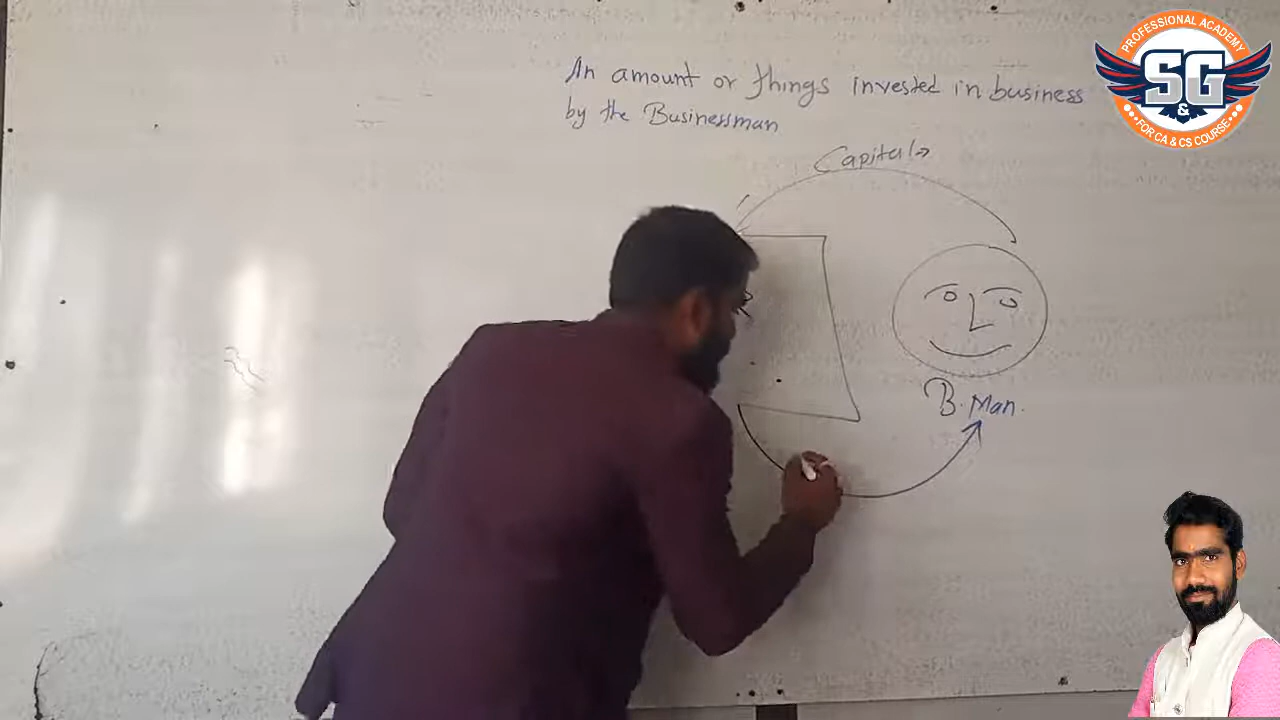 An amount or things invested in business
by the Businessman
Capital→
B. Man.
PROFESSIONAL ACADEMY
SG
&
FOR CA & CS COURSE